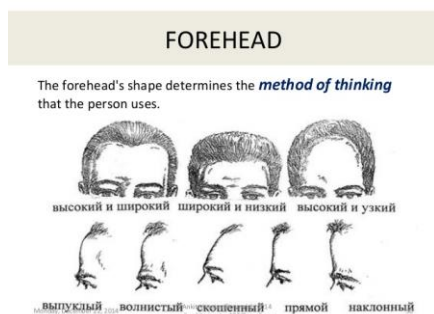 FOREHEAD
The forehead's shape determines the method of thinking
that the person uses.
высокий и широкий широкий и низкий высокий и узкий
выпуклый волнистый скошенный прямой наклонный